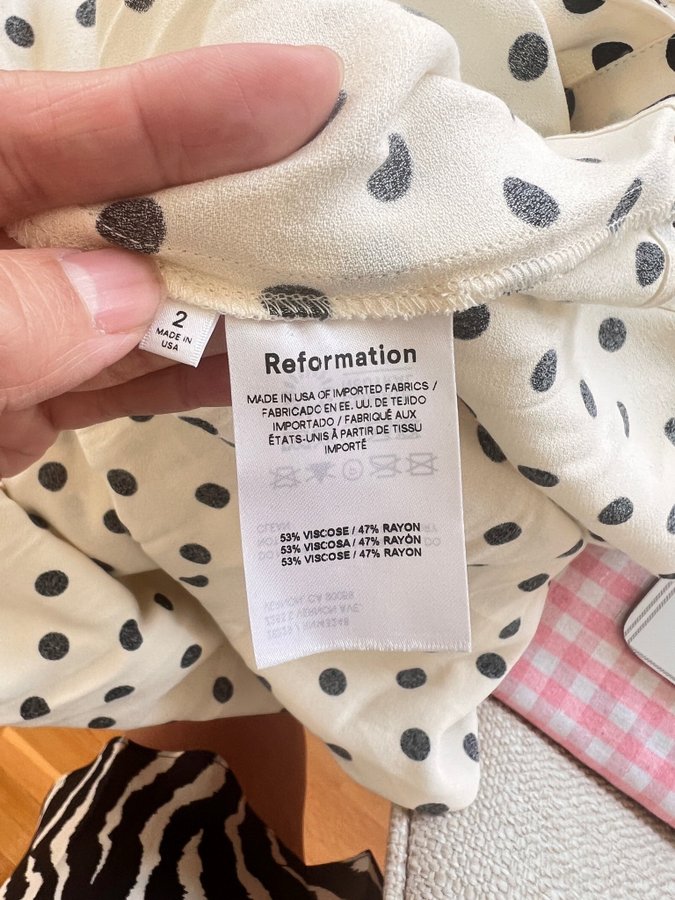 2
MADE IN
USA
Reformation
MADE IN USA OF IMPORTED FABRICS /
FABRICADO EN EE. UU. DE TEJIDO
IMPORTADO / FABRIQUÉ AUX
ÉTATS-UNIS À PARTIR DE TISSU
IMPORTÉ
53% VISCOSE / 47% RAYON
53% VISCOSA / 47% RAYÓN
53% VISCOSE / 47% RAYON